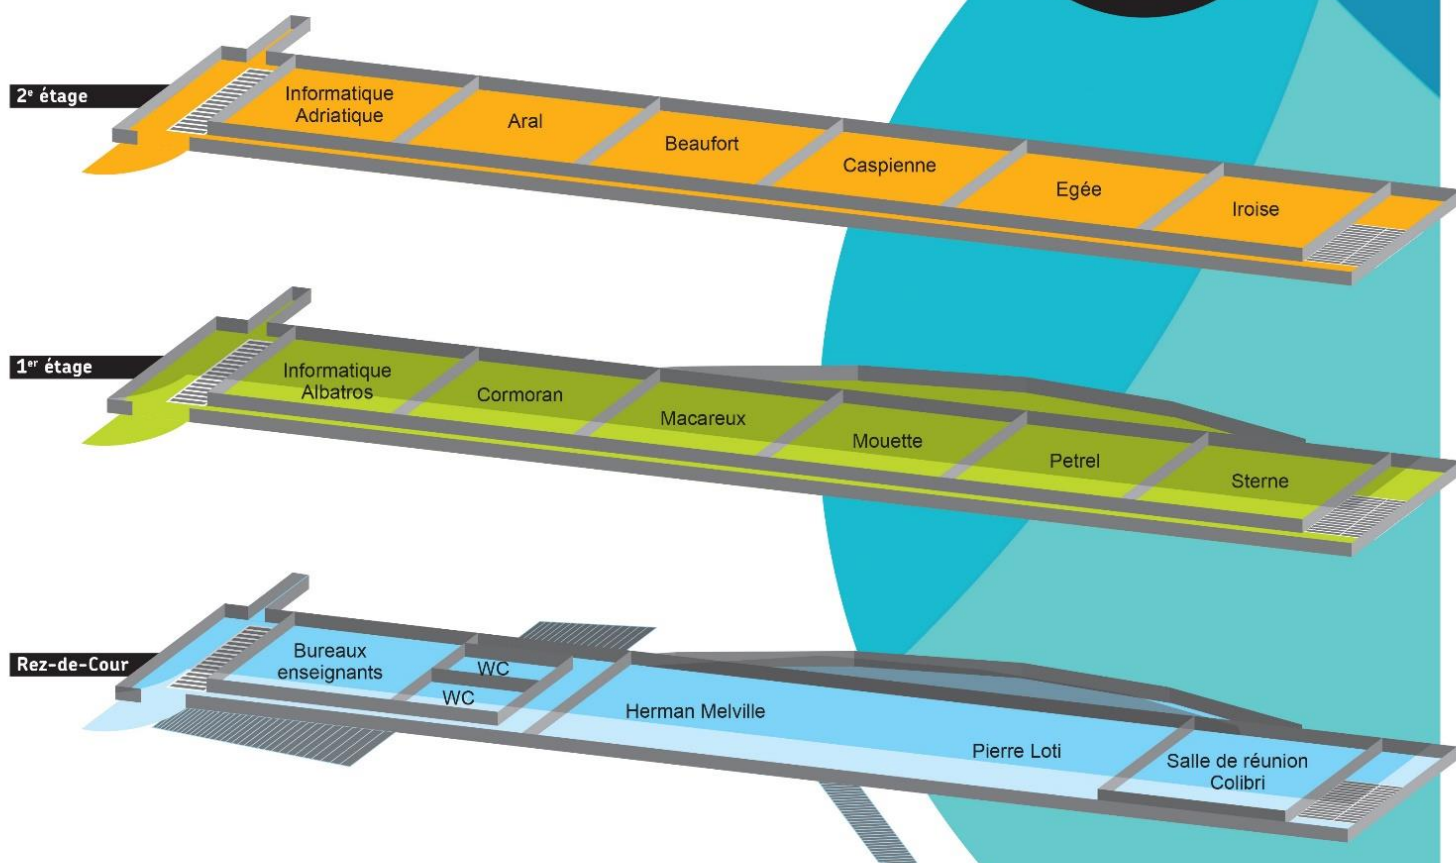 2e étage
Informatique
Adriatique
Aral
Beaufort
Caspienne
Egée
Iroise
1er étage
Informatique
Albatros
Cormoran
Macareux
Mouette
Petrel
Sterne
Rez-de-Cour
Bureaux
enseignants
WC
WC
Herman Melville
Pierre Loti
Salle de réunion
Colibri